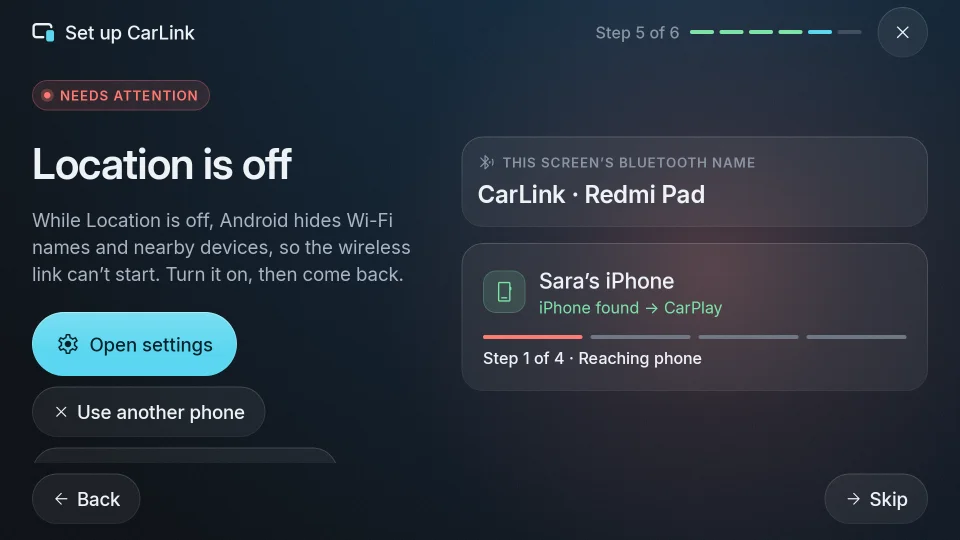 Set up CarLink
Step 5 of 6
NEEDS ATTENTION
Location is off
While Location is off, Android hides Wi-Fi
names and nearby devices, so the wireless
link can’t start. Turn it on, then come back.
Open settings
Use another phone
THIS SCREEN’S BLUETOOTH NAME
CarLink · Redmi Pad
Sara’s iPhone
iPhone found → CarPlay
Step 1 of 4 · Reaching phone
← Back
→ Skip